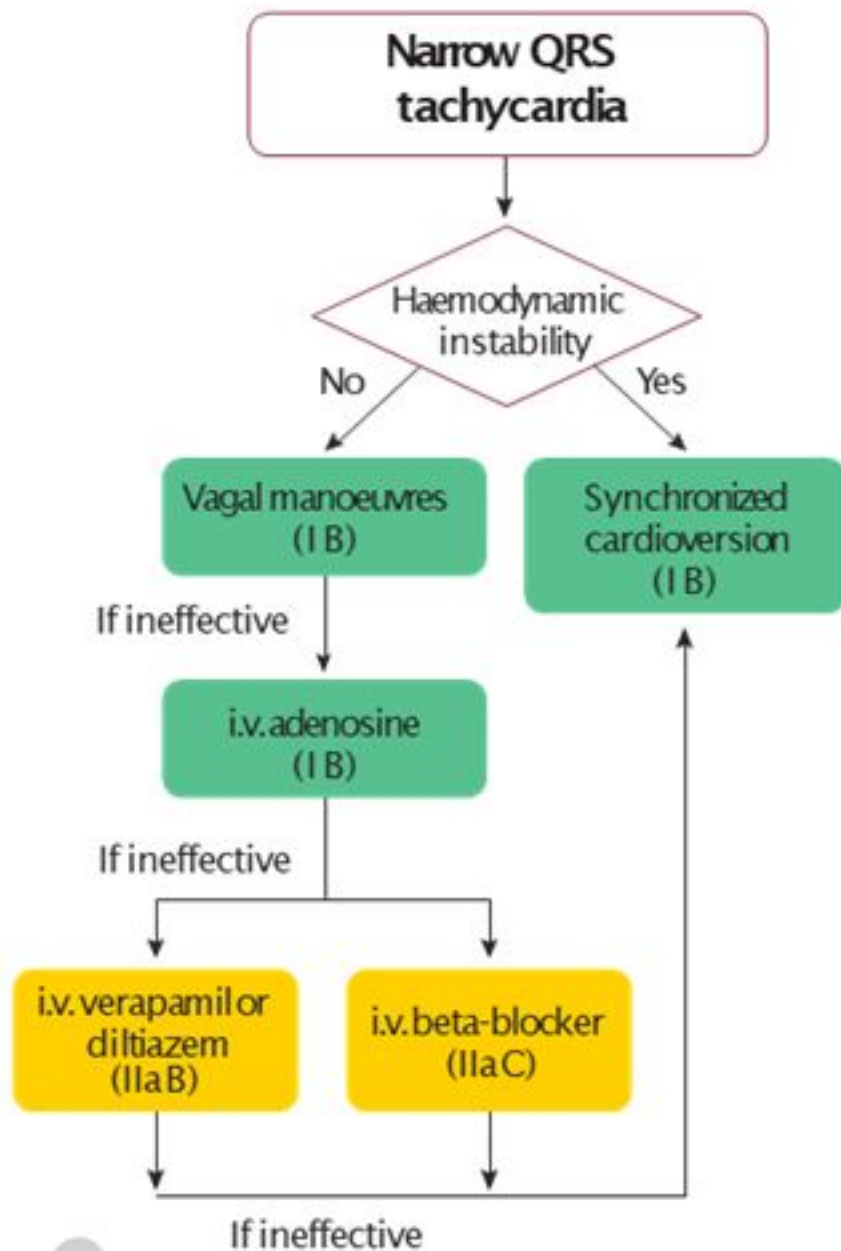 Narrow QRS
tachycardia
Haemodynamic
instability
No
Yes
Vagal manoeuvres
(I B)
Synchronized
cardioversion
(I B)
If ineffective
i.v. adenosine
(I B)
If ineffective
i.v. verapamil or
diltiazem
(IIa B)
i.v. beta-blocker
(IIa C)
If ineffective